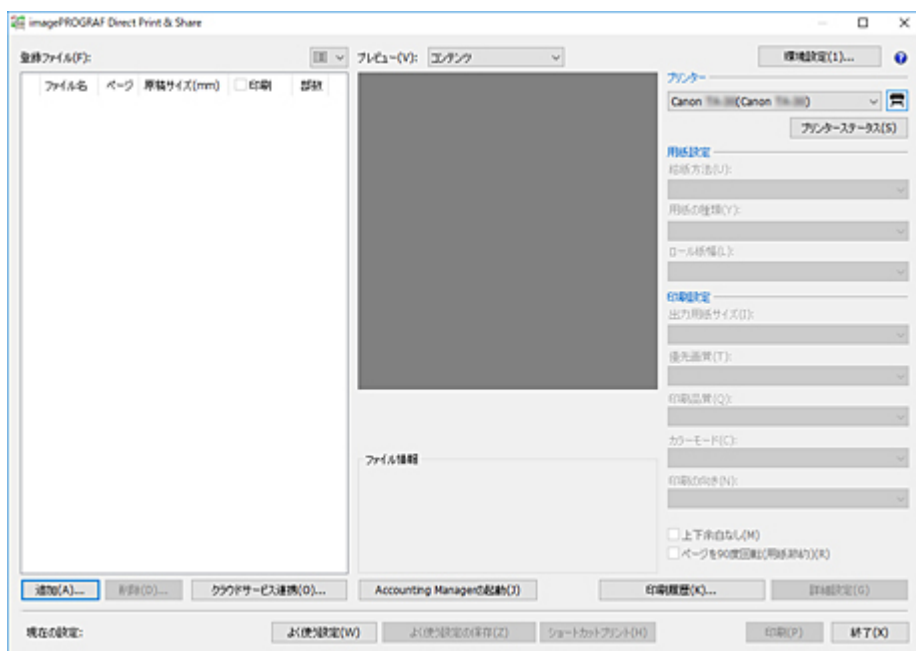 imagePROGRAF Direct Print & Share
登録ファイル(F):
プレビュー(V): コンテンツ
環境設定(1)...
ファイル名 ページ 原稿サイズ(mm) 印刷 部数
プリンター
Canon (Canon )
プリンターステータス(S)
用紙設定
給紙方法(U):
用紙の種類(Y):
ロール紙幅(L):
印刷設定
出力用紙サイズ(I):
優先画質(T):
印刷品質(Q):
カラーモード(C):
印刷の向き(N):
ファイル情報
上下余白なし(M)
ページを90度回転(用紙節約)(R)
追加(A)... 削除(D)... クラウドサービス連携(O)... Accounting Managerの起動(J) 印刷履歴(K)... 詳細設定(G)
現在の設定: よく使う設定(W) よく使う設定の保存(Z) ショートカットプリント(H) 印刷(P) 終了(X)